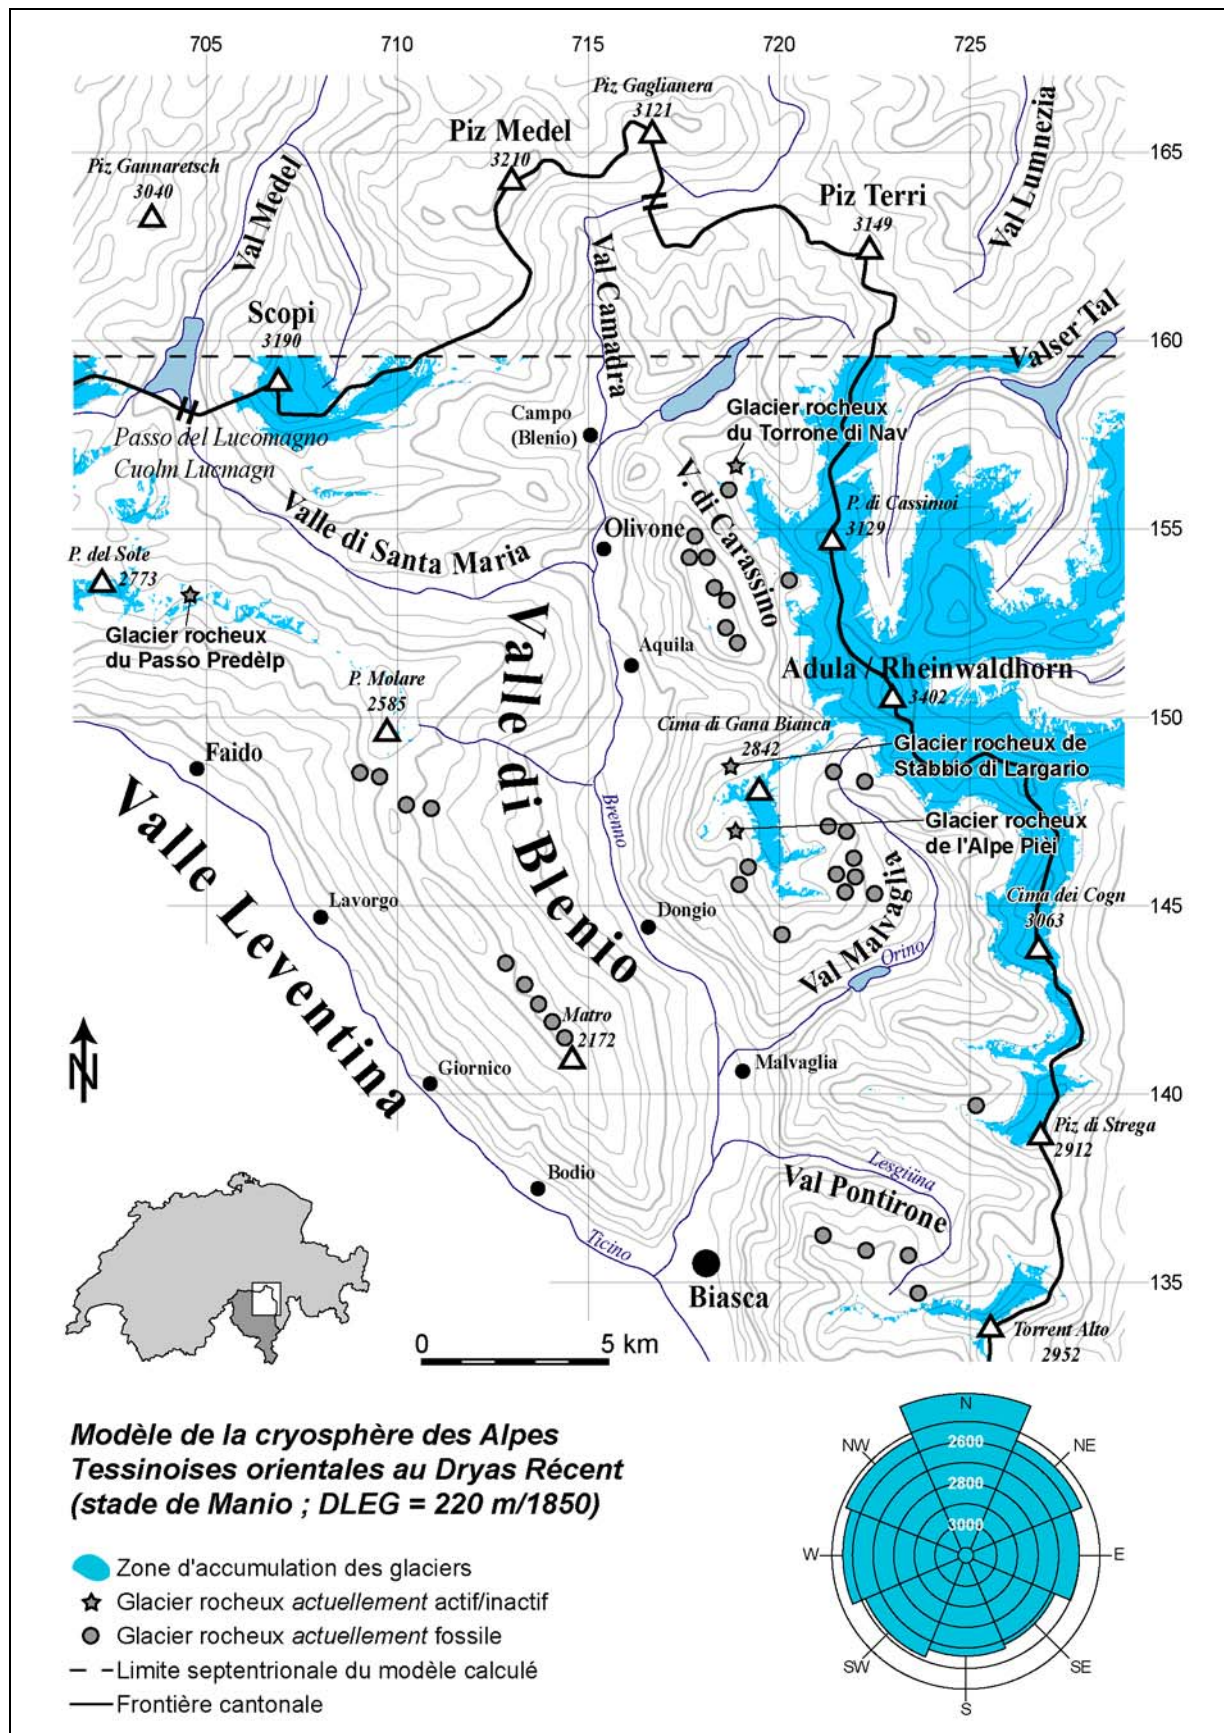 705
710
715
720
725
Piz Gaglianera
3121
Piz Medel
3210
Piz Gannaretsch
3040
Val Medel
Val Lumnezia
165
Piz Terri
3149
Val Camadra
Scopi
3190
Valser Tal
160
Campo
(Blenio)
Glacier rocheux
du Torrone di Nav
Passo del Lucomagno
Cuolm Lucmagn
V. di Carassino
P. di Cassimoi
3129
Valle di Santa Maria
Olivone
155
P. del Sole
2773
Glacier rocheux
du Passo Predèlp
Aquila
Adula / Rheinwaldhorn
3402
P. Molare
2585
Cima di Gana Bianca
2842
150
Glacier rocheux de
Stabbio di Largario
Faido
Valle di Blenio
Brenno
Glacier rocheux
de l'Alpe Pièi
Valle Leventina
Lavorgo
Dongio
Val Malvaglia
Orino
Cima dei Cogn
3063
145
Matro
2172
N
Giornico
Malvaglia
140
Piz di Strega
2912
Bodio
Lesgiüna
Val Pontirone
Ticino
Biasca
135
Torrent Alto
2952
0
5 km
Modèle de la cryosphère des Alpes
Tessinoises orientales au Dryas Récent
(stade de Manio ; DLEG = 220 m/1850)
Zone d'accumulation des glaciers
Glacier rocheux actuellement actif/inactif
Glacier rocheux actuellement fossile
Limite septentrionale du modèle calculé
Frontière cantonale
N
NW
NE
2600
2800
3000
W
E
SW
SE
S